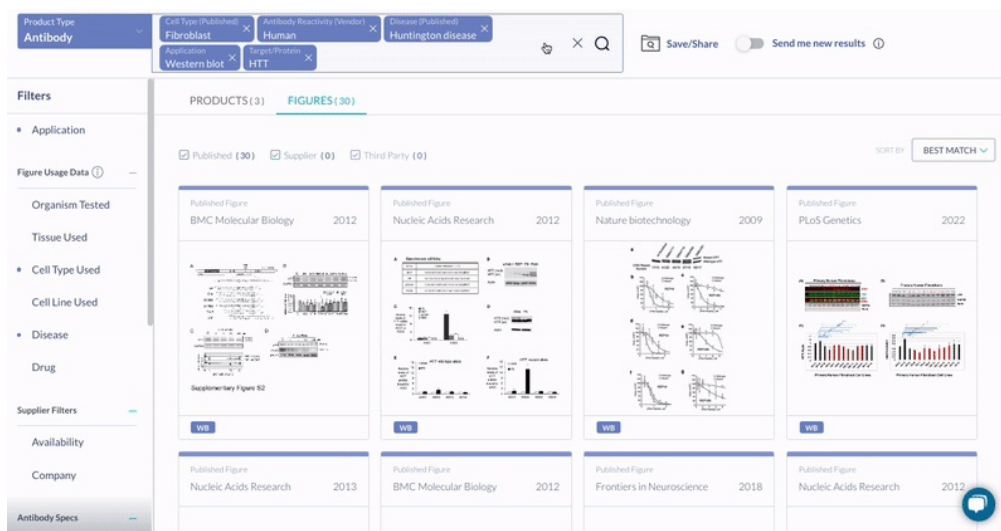 Product Type
Antibody
Cell Type (Published)
Fibroblast
Antibody Reactivity (Vendor)
Human
Disease (Published)
Huntington disease
Application
Western blot
Target/Protein
HTT
Save/Share
Send me new results
Filters
Application
Figure Usage Data
Organism Tested
Tissue Used
Cell Type Used
Cell Line Used
Disease
Drug
Supplier Filters
Availability
Company
Antibody Specs
PRODUCTS (3)
FIGURES (30)
Published (30)
Supplier (0)
Third Party (0)
SORT BY
BEST MATCH
Published Figure
BMC Molecular Biology 2012
Supplementary Figure S2
WB
Published Figure
Nucleic Acids Research 2012
WB
Published Figure
Nature biotechnology 2009
WB
Published Figure
PLoS Genetics 2022
WB
Published Figure
Nucleic Acids Research 2013
Published Figure
BMC Molecular Biology 2012
Published Figure
Frontiers in Neuroscience 2018
Published Figure
Nucleic Acids Research 2012